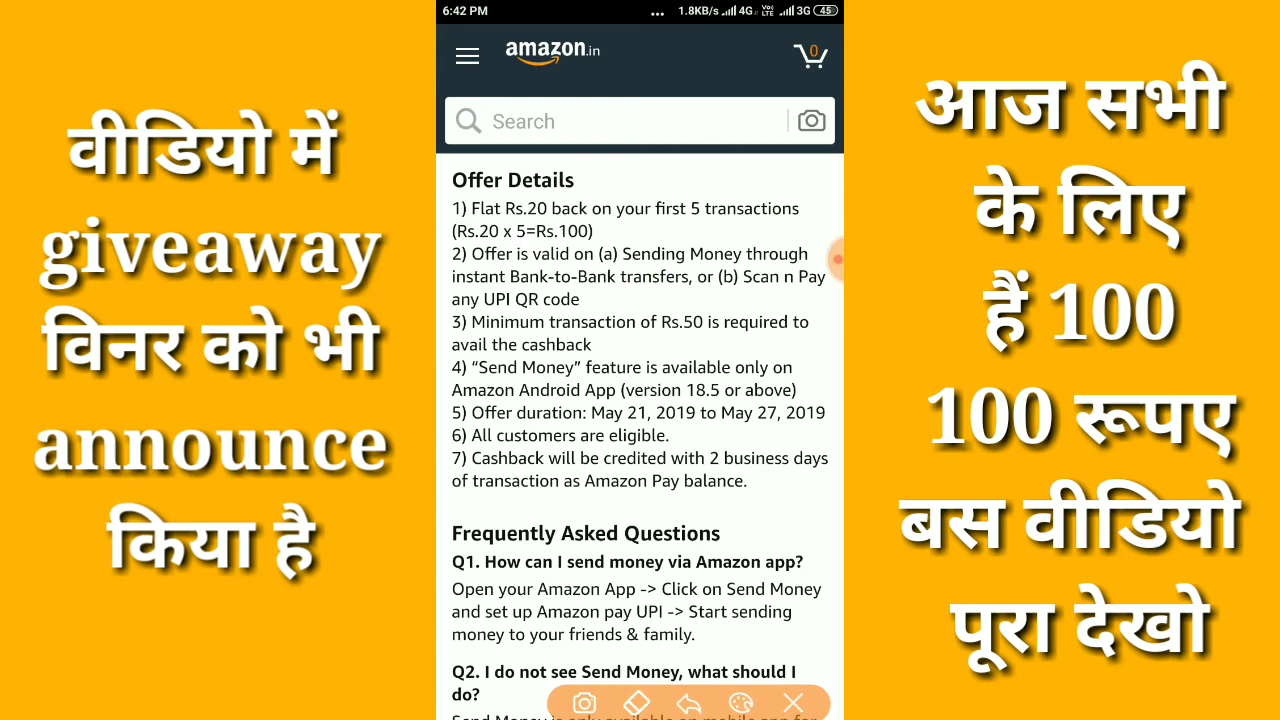 वीडियो में
giveaway
विनर को भी
announce
किया है
6:42 PM
... 1.8KB/s 4G VoLTE 3G 45
amazon.in
0
Search
Offer Details
1) Flat Rs.20 back on your first 5 transactions
(Rs.20 x 5=Rs.100)
2) Offer is valid on (a) Sending Money through
instant Bank-to-Bank transfers, or (b) Scan n Pay
any UPI QR code
3) Minimum transaction of Rs.50 is required to
avail the cashback
4) “Send Money” feature is available only on
Amazon Android App (version 18.5 or above)
5) Offer duration: May 21, 2019 to May 27, 2019
6) All customers are eligible.
7) Cashback will be credited with 2 business days
of transaction as Amazon Pay balance.
Frequently Asked Questions
Q1. How can I send money via Amazon app?
Open your Amazon App -> Click on Send Money
and set up Amazon pay UPI -> Start sending
money to your friends & family.
Q2. I do not see Send Money, what should I
do?
आज सभी
के लिए
हैं 100
100 रूपए
बस वीडियो
पूरा देखो